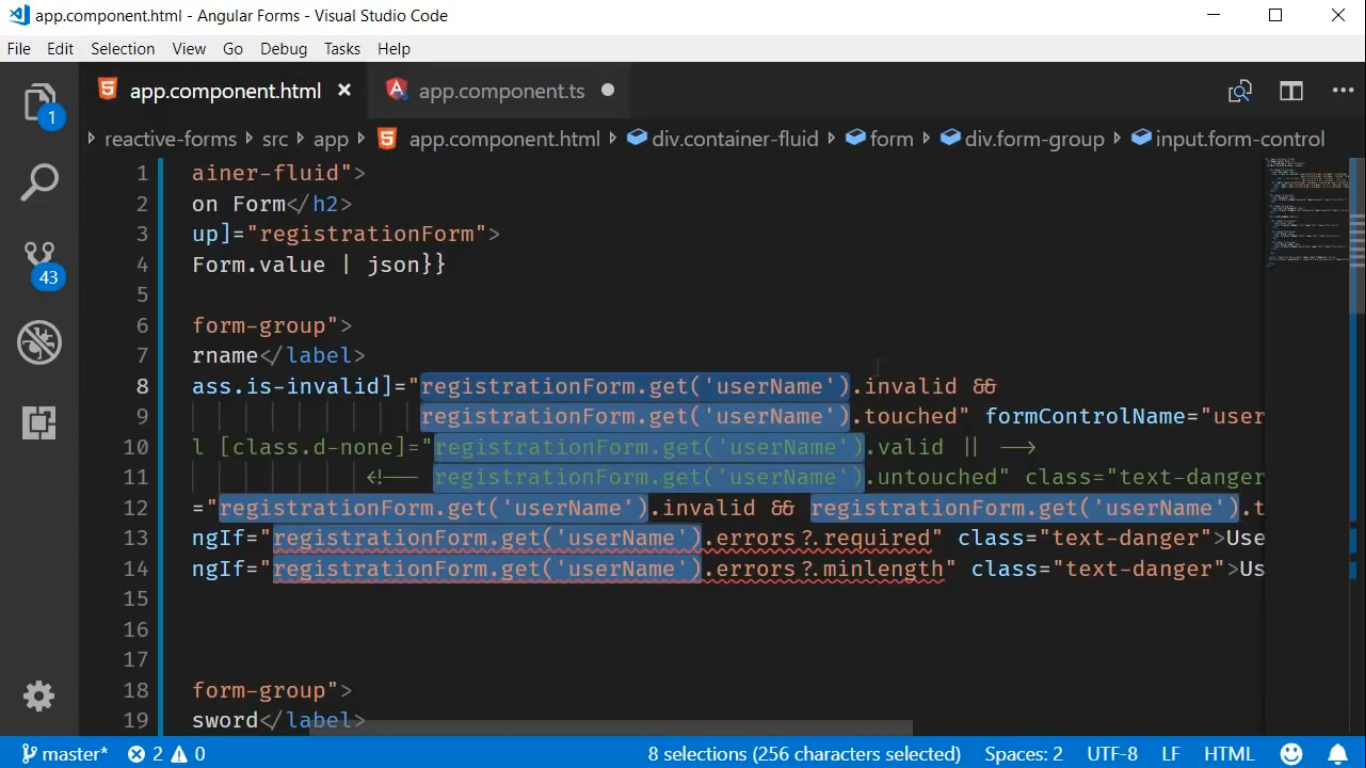 app.component.html - Angular Forms - Visual Studio Code
File Edit Selection View Go Debug Tasks Help
app.component.html app.component.ts
reactive-forms src app app.component.html div.container-fluid form div.form-group input.form-control
1
43
1 ainer-fluid">
2 on Form</h2>
3 up]="registrationForm">
4 Form.value | json}}
5
6 form-group">
7 rname</label>
8 ass.is-invalid]="registrationForm.get('userName').invalid &&
9 registrationForm.get('userName').touched" formControlName="user
10 l [class.d-none]="registrationForm.get('userName').valid || -->
11 <!-- registrationForm.get('userName').untouched" class="text-danger
12 ="registrationForm.get('userName').invalid && registrationForm.get('userName').t
13 ngIf="registrationForm.get('userName').errors?.required" class="text-danger">Use
14 ngIf="registrationForm.get('userName').errors?.minlength" class="text-danger">Us
15
16
17
18 form-group">
19 sword</label>
master* 2 0 8 selections (256 characters selected) Spaces: 2 UTF-8 LF HTML